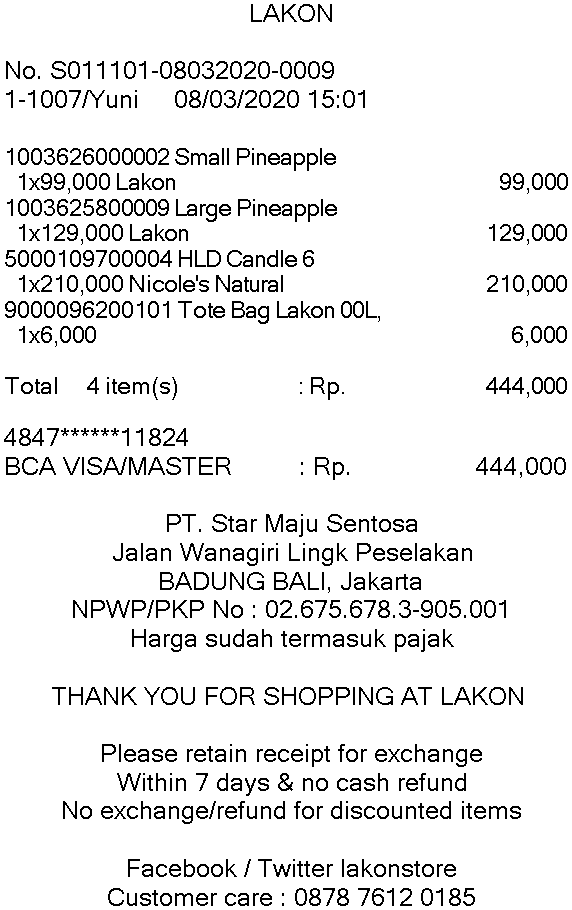 LAKON
No. S011101-08032020-0009
1-1007/Yuni 08/03/2020 15:01
1003626000002 Small Pineapple
1x99,000 Lakon 99,000
1003625800009 Large Pineapple
1x129,000 Lakon 129,000
5000109700004 HLD Candle 6
1x210,000 Nicole's Natural 210,000
9000096200101 Tote Bag Lakon 00L,
1x6,000 6,000
Total 4 item(s) : Rp. 444,000
4847******11824
BCA VISA/MASTER : Rp. 444,000
PT. Star Maju Sentosa
Jalan Wanagiri Lingk Peselakan
BADUNG BALI, Jakarta
NPWP/PKP No : 02.675.678.3-905.001
Harga sudah termasuk pajak
THANK YOU FOR SHOPPING AT LAKON
Please retain receipt for exchange
Within 7 days & no cash refund
No exchange/refund for discounted items
Facebook / Twitter lakonstore
Customer care : 0878 7612 0185